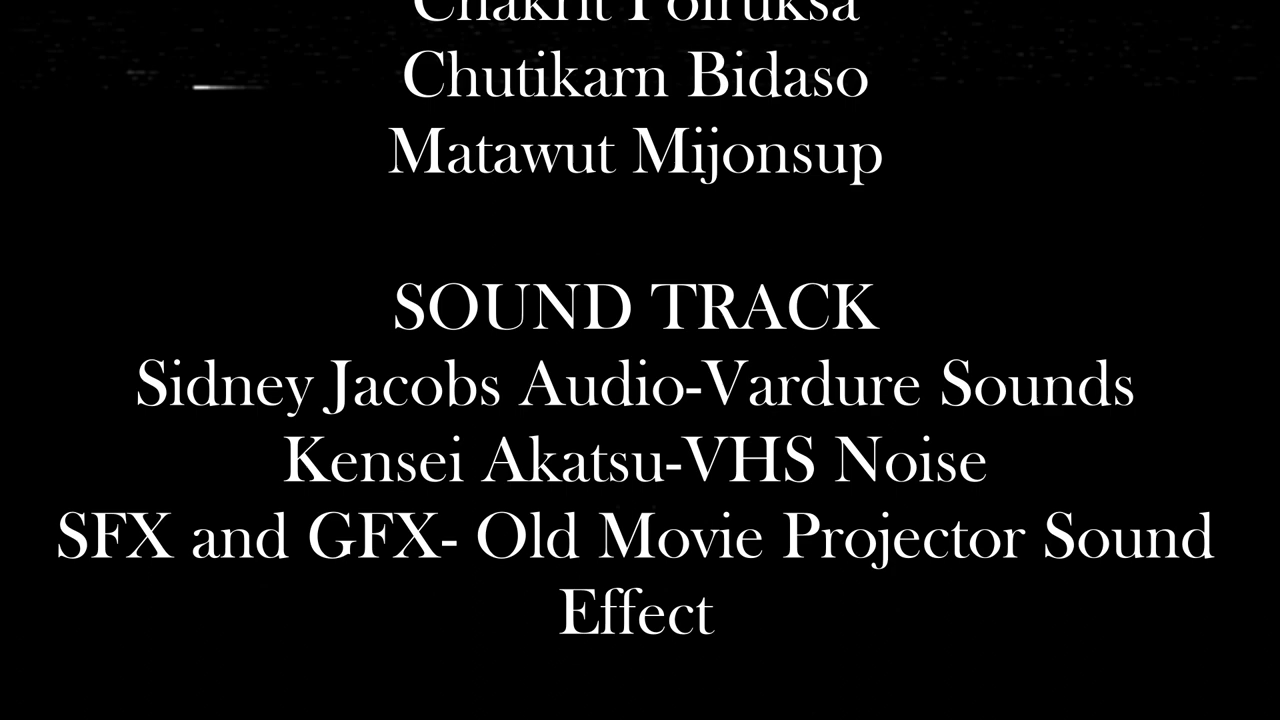 Chakrit
Chutikarn Bidaso
Matawut Mijonsup
SOUND TRACK
Sidney Jacobs Audio-Vardure Sounds
Kensei Akatsu-VHS Noise
SFX and GFX- Old Movie Projector Sound
Effect